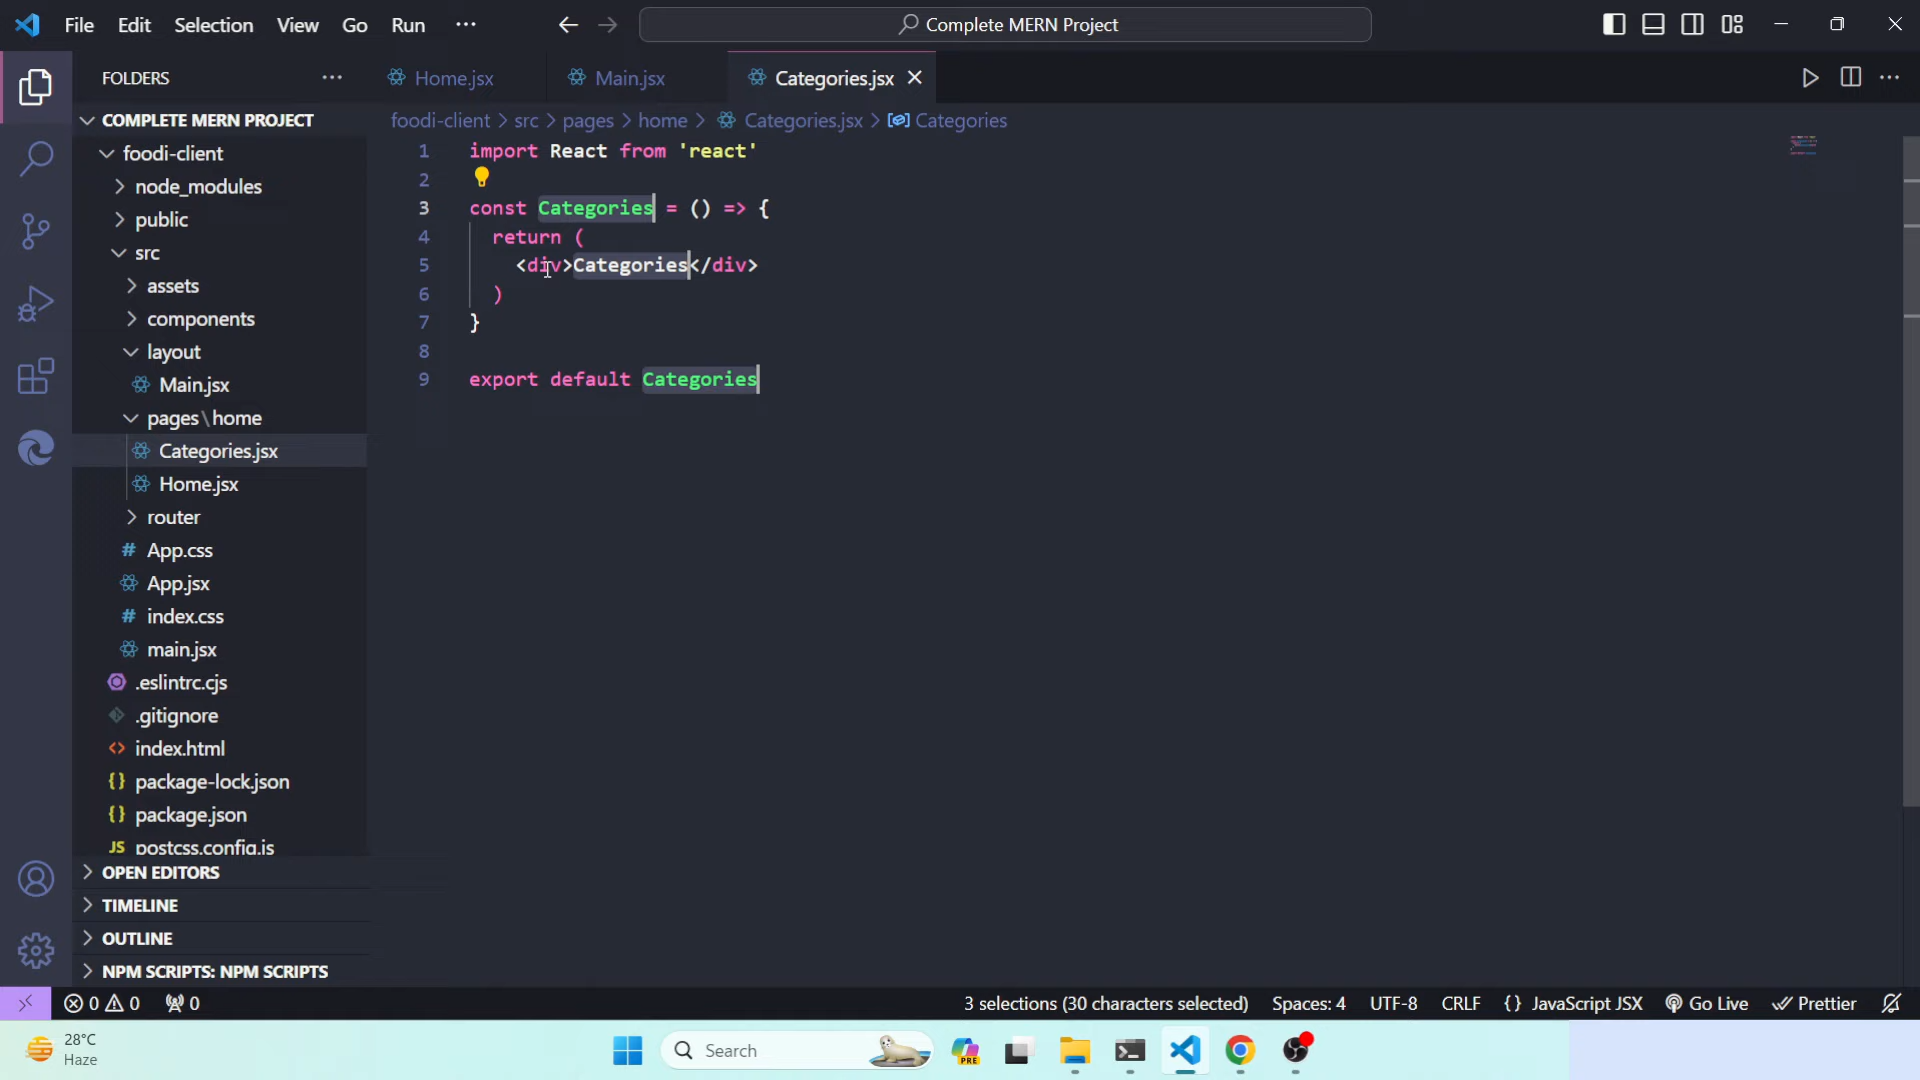 File Edit Selection View Go Run ···
Complete MERN Project
FOLDERS ···
Home.jsx Main.jsx Categories.jsx
COMPLETE MERN PROJECT
foodi-client
node_modules
public
src
assets
components
layout
Main.jsx
pages\home
Categories.jsx
Home.jsx
router
App.css
App.jsx
index.css
main.jsx
.eslintrc.cjs
.gitignore
index.html
package-lock.json
package.json
postcss.config.js
OPEN EDITORS
TIMELINE
OUTLINE
NPM SCRIPTS: NPM SCRIPTS
foodi-client > src > pages > home > Categories.jsx > Categories
1 import React from 'react'
2
3 const Categories = () => {
4 return (
5 <div>Categories</div>
6 )
7 }
8
9 export default Categories
0 0 0
3 selections (30 characters selected) Spaces: 4 UTF-8 CRLF {} JavaScript JSX Go Live Prettier
28°C
Haze
Search
PRE